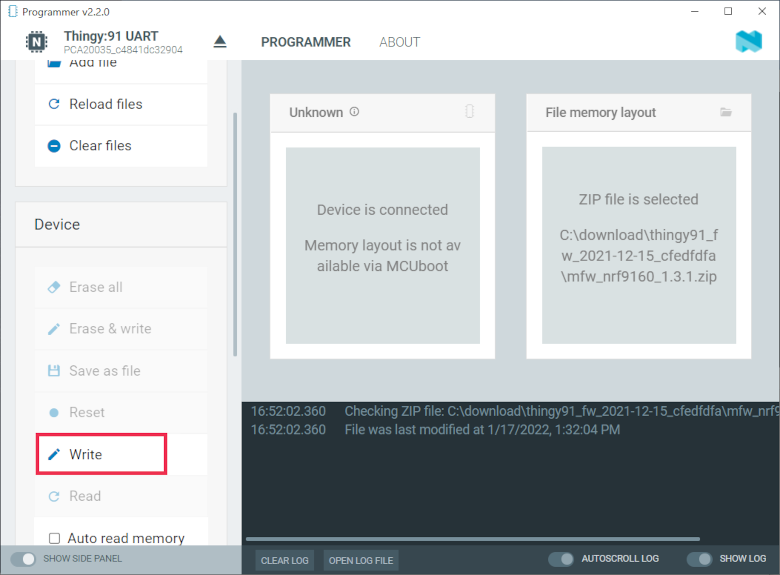 Programmer v2.2.0
Thingy:91 UART
PCA20035_c4841dc32904
PROGRAMMER
ABOUT
Add file
Reload files
Clear files
Device
Erase all
Erase & write
Save as file
Reset
Write
Read
Auto read memory
SHOW SIDE PANEL
Unknown
Device is connected
Memory layout is not av
ailable via MCUboot
File memory layout
ZIP file is selected
C:\download\thingy91_f
w_2021-12-15_cfedfdfa
\mfw_nrf9160_1.3.1.zip
16:52:02.360 Checking ZIP file: C:\download\thingy91_fw_2021-12-15_cfedfdfa\mfw_nrf9
16:52:02.360 File was last modified at 1/17/2022, 1:32:04 PM
CLEAR LOG
OPEN LOG FILE
AUTOSCROLL LOG
SHOW LOG